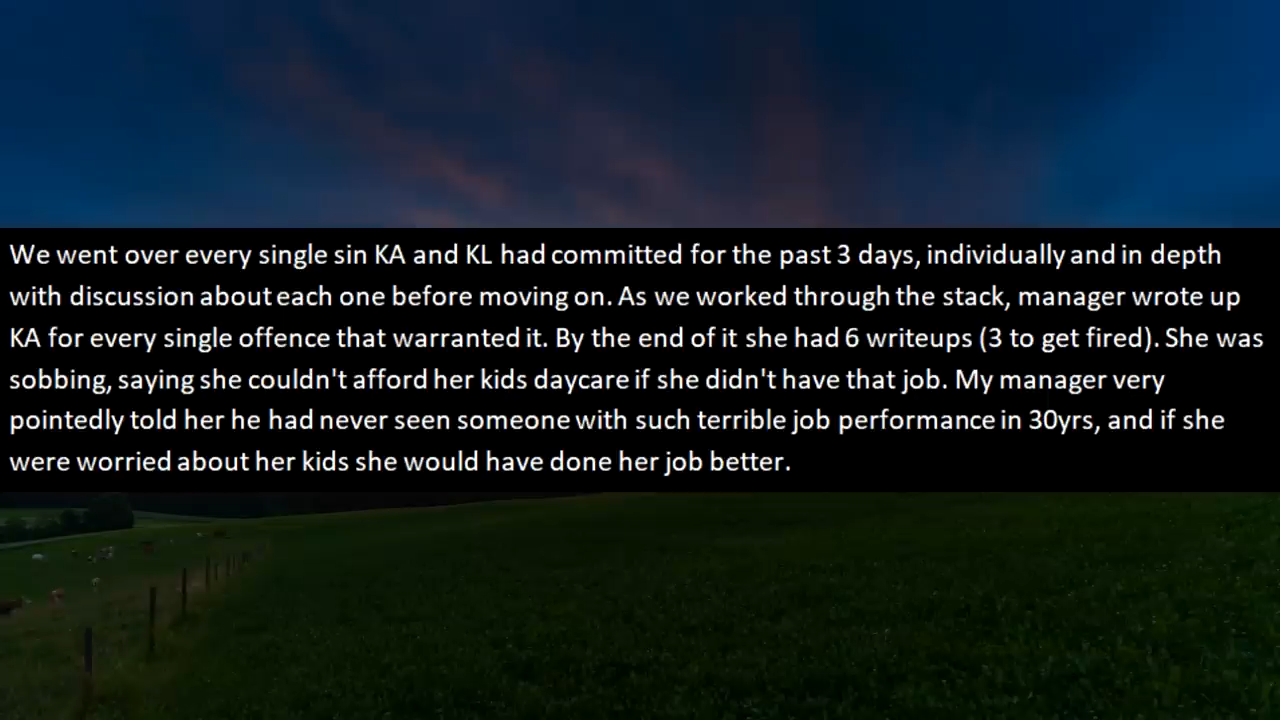 We went over every single sin KA and KL had committed for the past 3 days, individually and in depth
with discussion about each one before moving on. As we worked through the stack, manager wrote up
KA for every single offence that warranted it. By the end of it she had 6 writeups (3 to get fired). She was
sobbing, saying she couldn't afford her kids daycare if she didn't have that job. My manager very
pointedly told her he had never seen someone with such terrible job performance in 30yrs, and if she
were worried about her kids she would have done her job better.